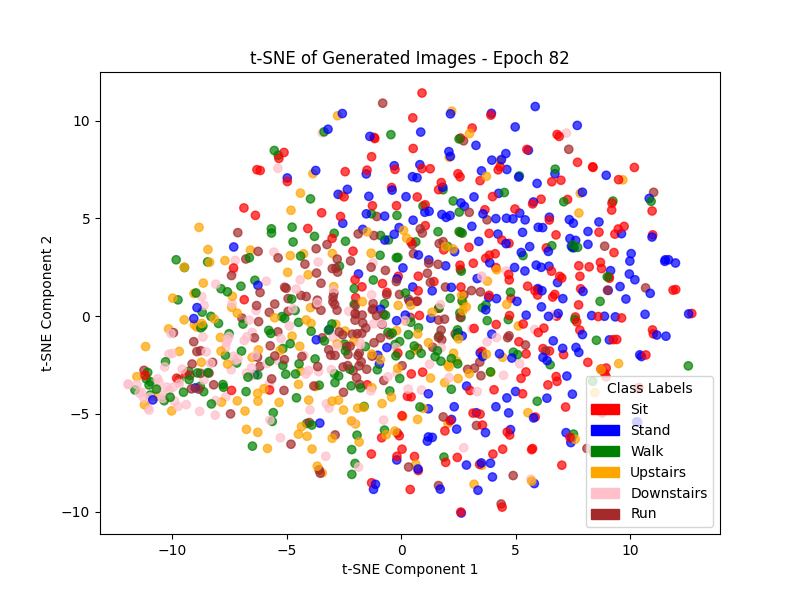 t-SNE of Generated Images - Epoch 82
t-SNE Component 2
10
5
0
−5
−10
−10
−5
0
5
10
t-SNE Component 1
Class Labels
Sit
Stand
Walk
Upstairs
Downstairs
Run